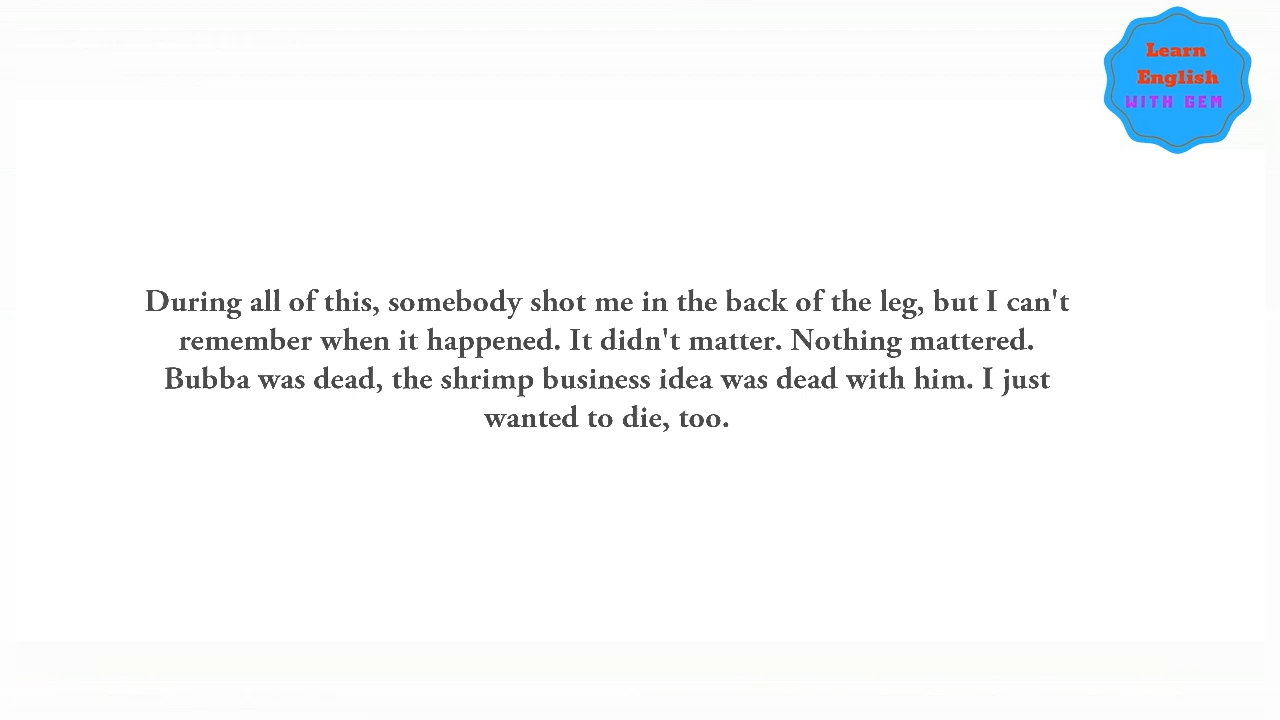 Learn
English
WITH GEM
During all of this, somebody shot me in the back of the leg, but I can't
remember when it happened. It didn't matter. Nothing mattered.
Bubba was dead, the shrimp business idea was dead with him. I just
wanted to die, too.